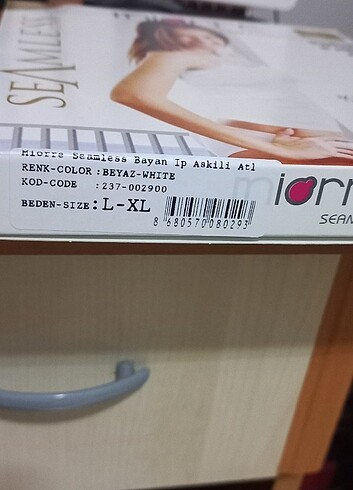 SEAMLESS
Miorre Seamless Bayan Ip Askili Atl
RENK-COLOR :BEYAZ-WHITE
KOD-CODE :237-002900
BEDEN-SIZE:L-XL
8 680570 080293
miorr
SEAM